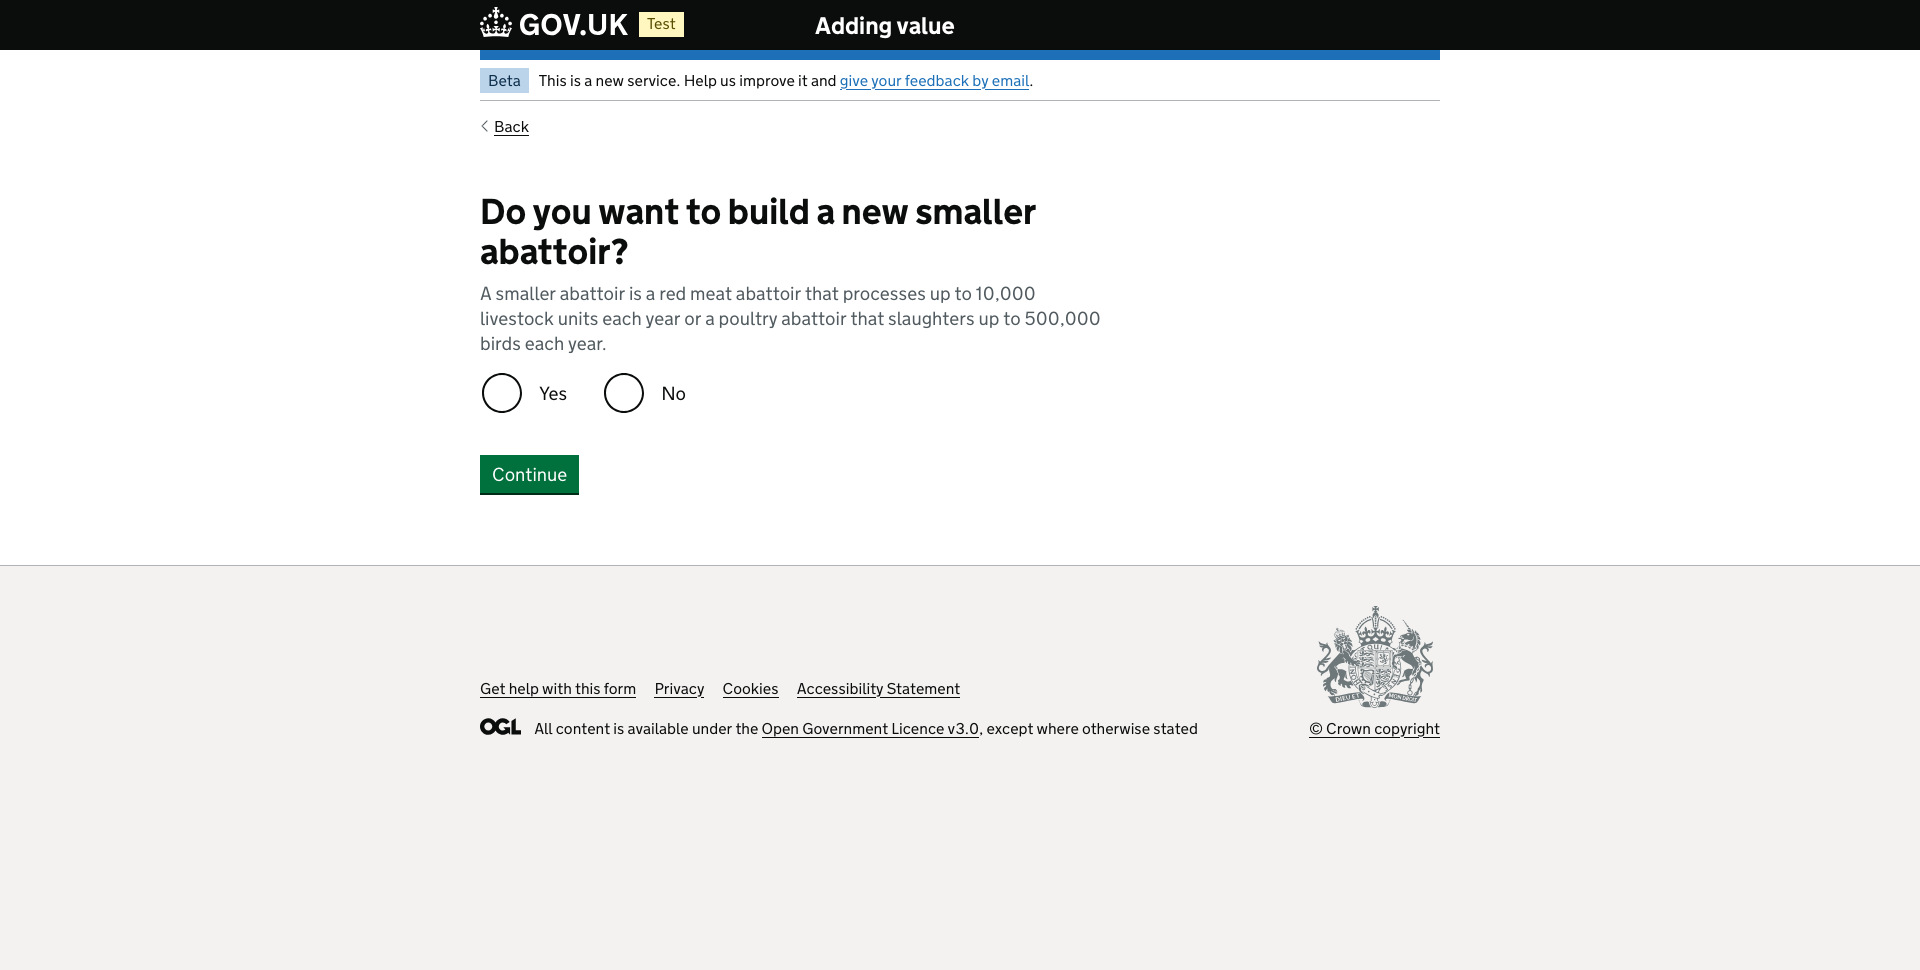 GOV.UK Test Adding value
Beta This is a new service. Help us improve it and give your feedback by email.
Back
Do you want to build a new smaller
abattoir?
A smaller abattoir is a red meat abattoir that processes up to 10,000
livestock units each year or a poultry abattoir that slaughters up to 500,000
birds each year.
Yes No
Continue
Get help with this form Privacy Cookies Accessibility Statement
OGL All content is available under the Open Government Licence v3.0, except where otherwise stated
© Crown copyright